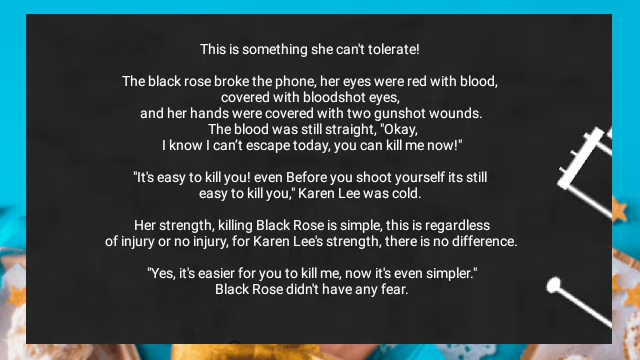 This is something she can't tolerate!
The black rose broke the phone, her eyes were red with blood,
covered with bloodshot eyes,
and her hands were covered with two gunshot wounds.
The blood was still straight, "Okay,
I know I can’t escape today, you can kill me now!"
"It's easy to kill you! even Before you shoot yourself its still
easy to kill you," Karen Lee was cold.
Her strength, killing Black Rose is simple, this is regardless
of injury or no injury, for Karen Lee's strength, there is no difference.
"Yes, it's easier for you to kill me, now it's even simpler."
Black Rose didn't have any fear.